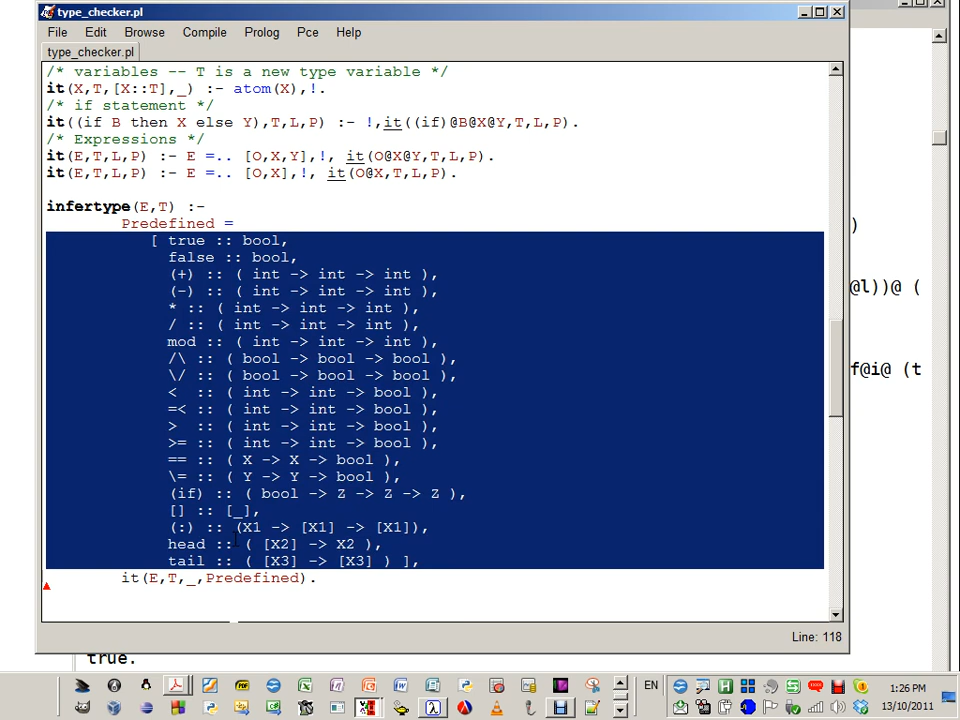 type_checker.pl
File Edit Browse Compile Prolog Pce Help
type_checker.pl
/* variables -- T is a new type variable */
it(X,T,[X::T],_) :- atom(X),!.
/* if statement */
it((if B then X else Y),T,L,P) :- !,it((if)@B@X@Y,T,L,P).
/* Expressions */
it(E,T,L,P) :- E =.. [O,X,Y],!, it(O@X@Y,T,L,P).
it(E,T,L,P) :- E =.. [O,X],!, it(O@X,T,L,P).
infertype(E,T) :-
Predefined =
[ true :: bool,
false :: bool,
(+) :: ( int -> int -> int ),
(-) :: ( int -> int -> int ),
* :: ( int -> int -> int ),
/ :: ( int -> int -> int ),
mod :: ( int -> int -> int ),
/\ :: ( bool -> bool -> bool ),
\/ :: ( bool -> bool -> bool ),
< :: ( int -> int -> bool ),
=< :: ( int -> int -> bool ),
> :: ( int -> int -> bool ),
>= :: ( int -> int -> bool ),
== :: ( X -> X -> bool ),
\= :: ( Y -> Y -> bool ),
(if) :: ( bool -> Z -> Z -> Z ),
[] :: [_],
(:) :: (X1 -> [X1] -> [X1]),
head :: ( [X2] -> X2 ),
tail :: ( [X3] -> [X3] ) ],
it(E,T,_,Predefined).
Line: 118
)
@l))@ (
f@i@ (t
true.
EN
1:26 PM
13/10/2011